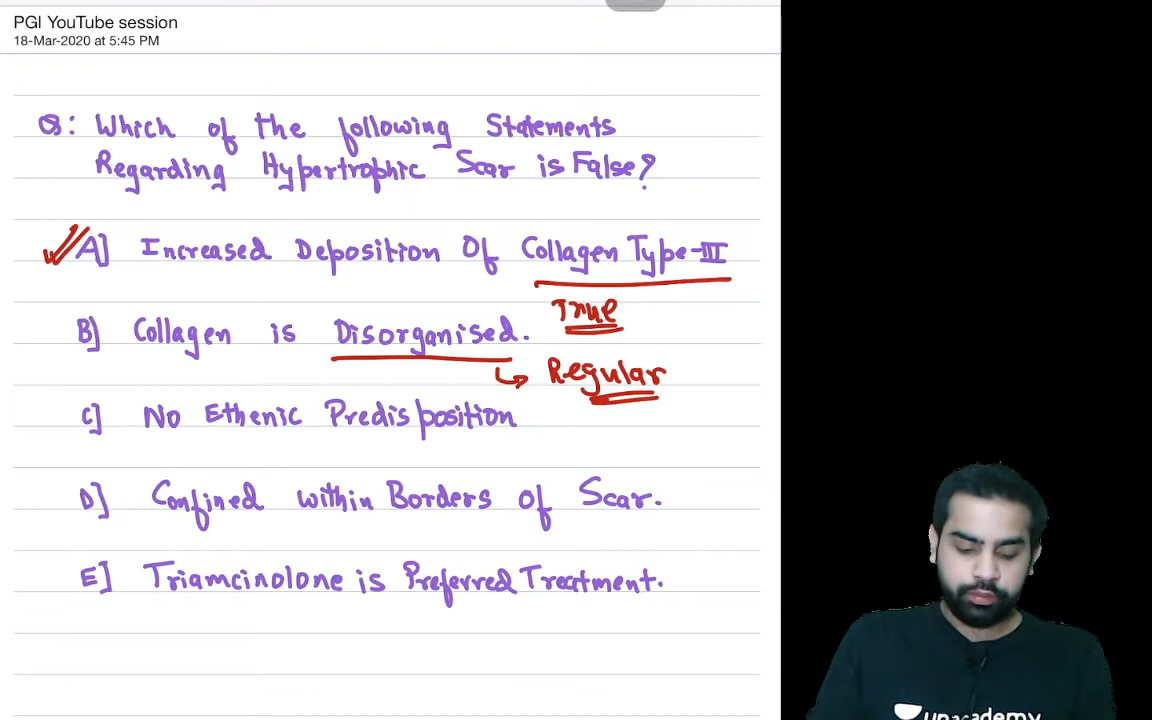 PGI YouTube session
18-Mar-2020 at 5:45 PM
Q: Which of the following Statements
Regarding Hypertrophic Scar is False?
A] Increased Deposition Of Collagen Type-III
True
B] Collagen is Disorganised.
Regular
C] No Ethenic Predisposition
D] Confined within Borders of Scar.
E] Triamcinolone is Preferred Treatment.
unacademy